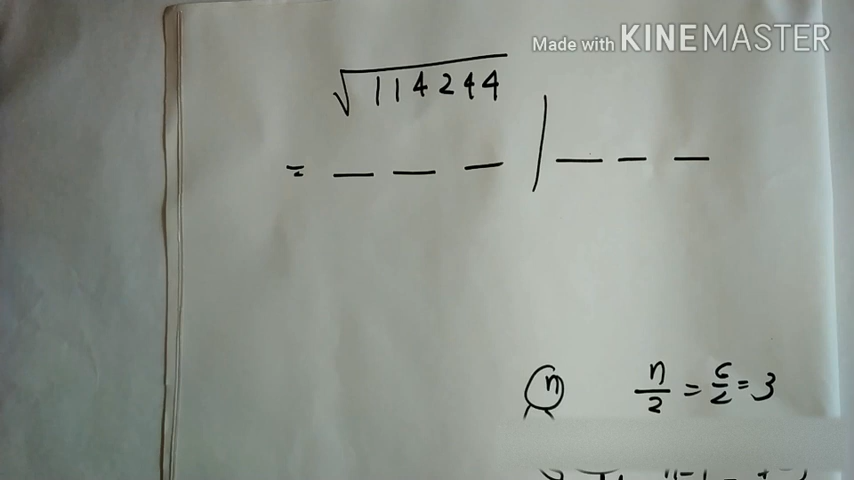 Made with KINEMASTER
√114244
= _ _ _ | _ _ _
n n/2 = 6/2 = 3